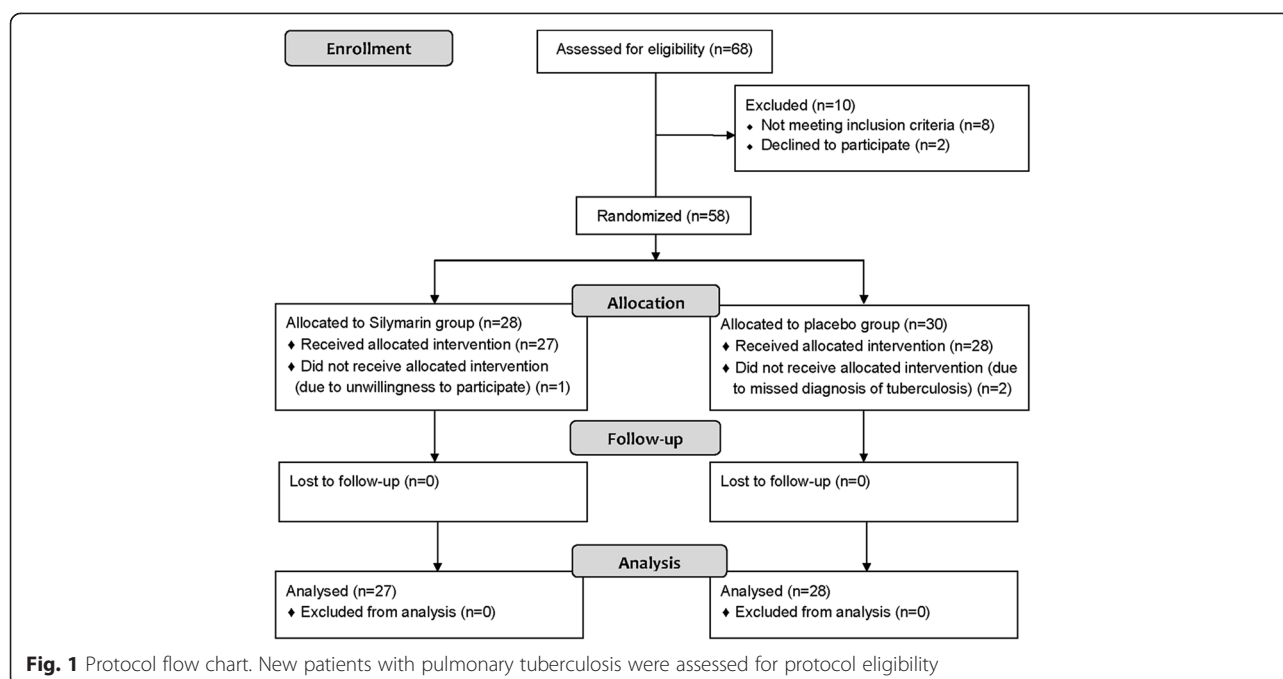 Enrollment
Assessed for eligibility (n=68)
Excluded (n=10)
⬥ Not meeting inclusion criteria (n=8)
⬥ Declined to participate (n=2)
Randomized (n=58)
Allocation
Allocated to Silymarin group (n=28)
♦ Received allocated intervention (n=27)
♦ Did not receive allocated intervention
(due to unwillingness to participate) (n=1)
Allocated to placebo group (n=30)
♦ Received allocated intervention (n=28)
♦ Did not receive allocated intervention (due
to missed diagnosis of tuberculosis) (n=2)
Follow-up
Lost to follow-up (n=0)
Lost to follow-up (n=0)
Analysis
Analysed (n=27)
♦ Excluded from analysis (n=0)
Analysed (n=28)
♦ Excluded from analysis (n=0)
Fig. 1 Protocol flow chart. New patients with pulmonary tuberculosis were assessed for protocol eligibility